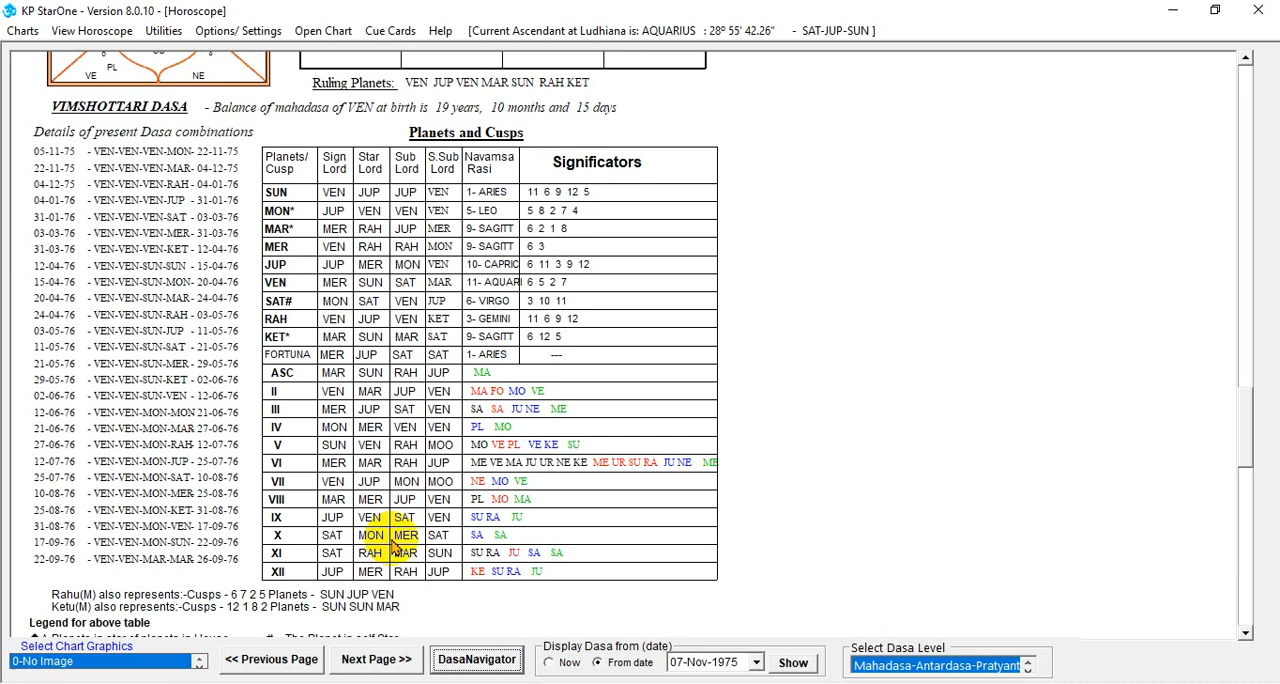 KP StarOne - Version 8.0.10 - [Horoscope]
Charts View Horoscope Utilities Options/ Settings Open Chart Cue Cards Help [Current Ascendant at Ludhiana is: AQUARIUS : 28º 55' 42.26" - SAT-JUP-SUN ]
PL
VE NE
Ruling Planets: VEN JUP VEN MAR SUN RAH KET
VIMSHOTTARI DASA - Balance of mahadasa of VEN at birth is 19 years, 10 months and 15 days
Details of present Dasa combinations
05-11-75 - VEN-VEN-VEN-MON- 22-11-75
22-11-75 - VEN-VEN-VEN-MAR- 04-12-75
04-12-75 - VEN-VEN-VEN-RAH - 04-01-76
04-01-76 - VEN-VEN-VEN-JUP - 31-01-76
31-01-76 - VEN-VEN-VEN-SAT - 03-03-76
03-03-76 - VEN-VEN-VEN-MER - 31-03-76
31-03-76 - VEN-VEN-VEN-KET - 12-04-76
12-04-76 - VEN-VEN-SUN-SUN - 15-04-76
15-04-76 - VEN-VEN-SUN-MON - 20-04-76
20-04-76 - VEN-VEN-SUN-MAR - 24-04-76
24-04-76 - VEN-VEN-SUN-RAH - 03-05-76
03-05-76 - VEN-VEN-SUN-JUP - 11-05-76
11-05-76 - VEN-VEN-SUN-SAT - 21-05-76
21-05-76 - VEN-VEN-SUN-MER - 29-05-76
29-05-76 - VEN-VEN-SUN-KET - 02-06-76
02-06-76 - VEN-VEN-SUN-VEN - 12-06-76
12-06-76 - VEN-VEN-MON-MON 21-06-76
21-06-76 - VEN-VEN-MON-MAR 27-06-76
27-06-76 - VEN-VEN-MON-RAH- 12-07-76
12-07-76 - VEN-VEN-MON-JUP - 25-07-76
25-07-76 - VEN-VEN-MON-SAT- 10-08-76
10-08-76 - VEN-VEN-MON-MER- 25-08-76
25-08-76 - VEN-VEN-MON-KET- 31-08-76
31-08-76 - VEN-VEN-MON-VEN- 17-09-76
17-09-76 - VEN-VEN-MON-SUN- 22-09-76
22-09-76 - VEN-VEN-MAR-MAR- 26-09-76
Planets and Cusps
Planets/ Cusp Sign Lord Star Lord Sub Lord S.Sub Lord Navamsa Rasi Significators
SUN VEN JUP JUP VEN 1- ARIES 11 6 9 12 5
MON* JUP VEN VEN VEN 5- LEO 5 8 2 7 4
MAR* MER RAH JUP MER 9- SAGITT 6 2 1 8
MER VEN RAH RAH MON 9- SAGITT 6 3
JUP JUP MER MON VEN 10- CAPRIC 6 11 3 9 12
VEN MER SUN SAT MAR 11- AQUARI 6 5 2 7
SAT# MON SAT VEN JUP 6- VIRGO 3 10 11
RAH VEN JUP VEN KET 3- GEMINI 11 6 9 12
KET* MAR SUN MAR SAT 9- SAGITT 6 12 5
FORTUNA MER JUP SAT SAT 1- ARIES ---
ASC MAR SUN RAH JUP MA
II VEN MAR JUP VEN MA FO MO VE
III MER JUP SAT VEN SA SA JU NE ME
IV MON MER VEN VEN PL MO
V SUN VEN RAH MOO MO VE PL VE KE SU
VI MER MAR RAH JUP ME VE MA JU UR NE KE ME UR SU RA JU NE ME
VII VEN JUP MON MOO NE MO VE
VIII MAR MER JUP VEN PL MO MA
IX JUP VEN SAT VEN SU RA JU
X SAT MON MER SAT SA SA
XI SAT RAH MAR SUN SU RA JU SA SA
XII JUP MER RAH JUP KE SU RA JU
Rahu(M) also represents:-Cusps - 6 7 2 5 Planets - SUN JUP VEN
Ketu(M) also represents:-Cusps - 12 1 8 2 Planets - SUN SUN MAR
Legend for above table
Select Chart Graphics
0-No Image
<< Previous Page
Next Page >>
DasaNavigator
Display Dasa from (date)
Now From date 07-Nov-1975 Show
Select Dasa Level
Mahadasa-Antardasa-Pratyant